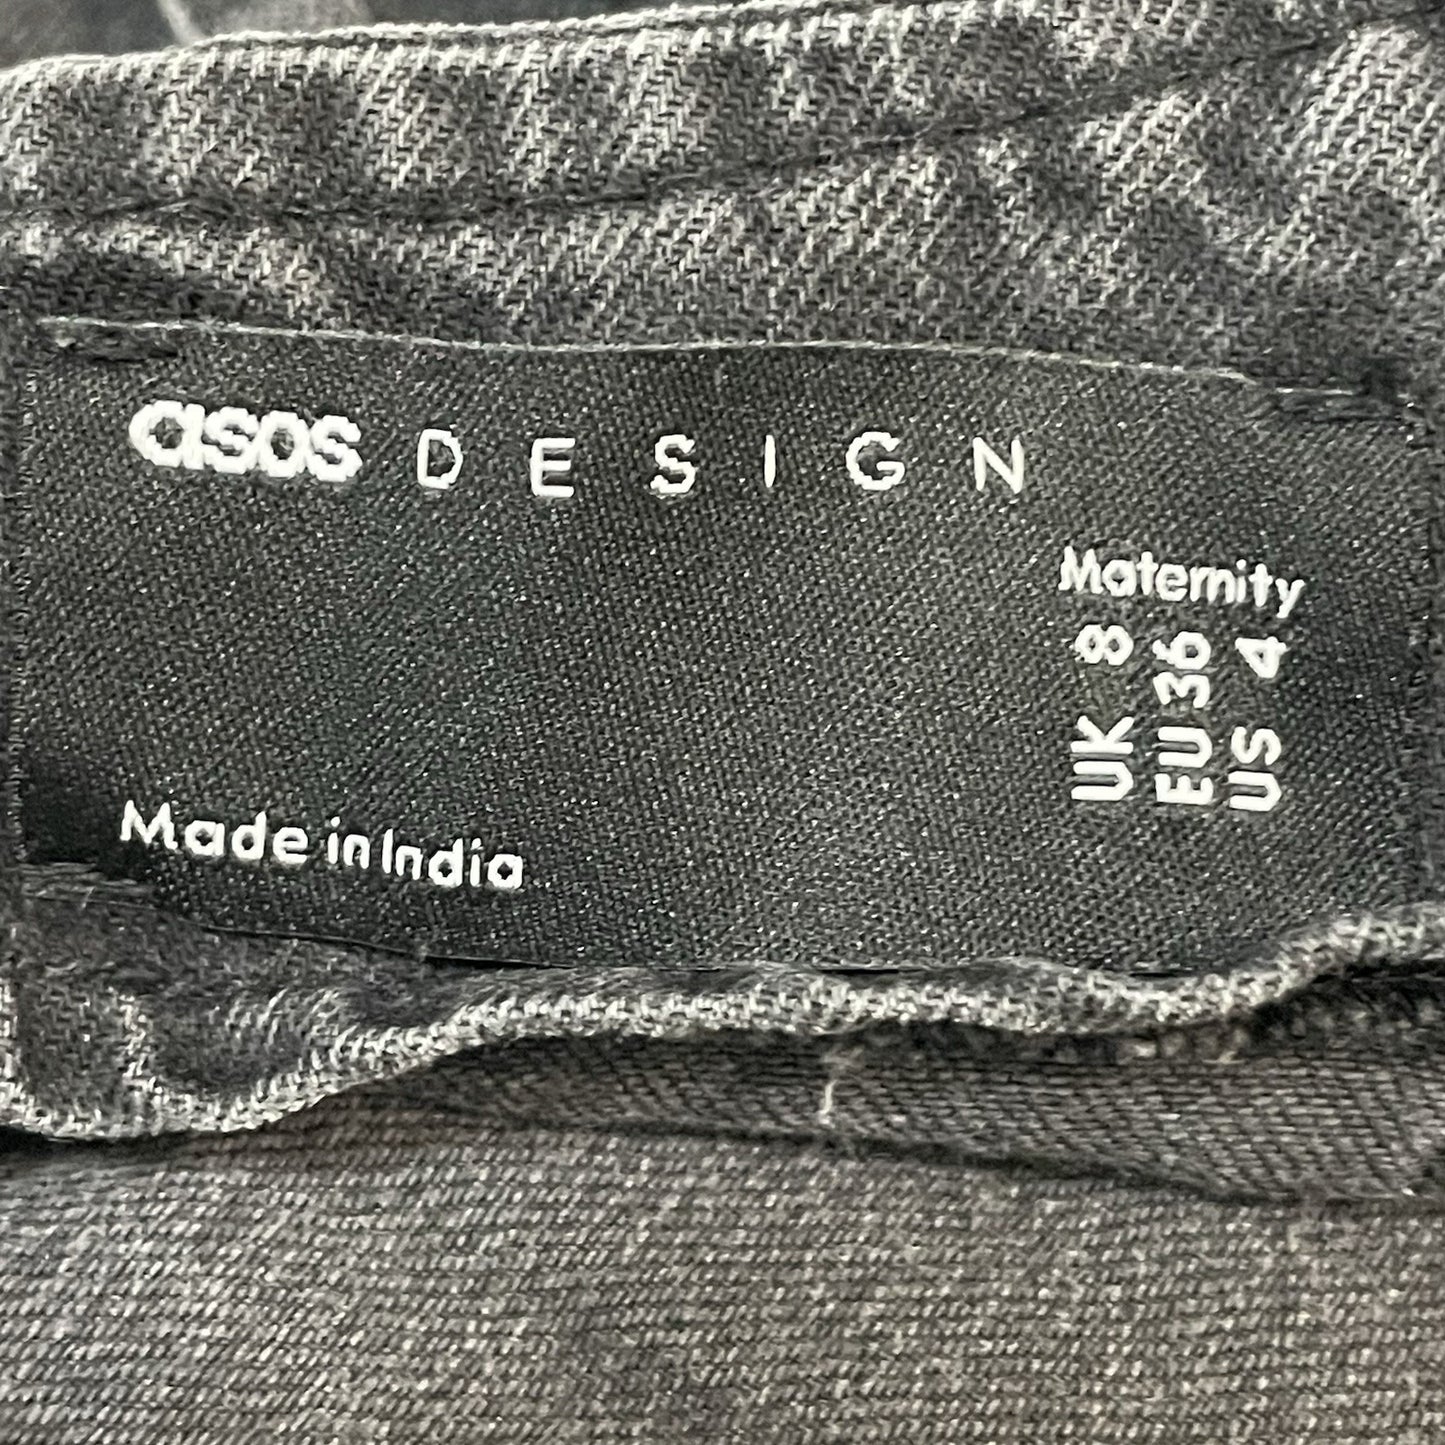 asos DESIGN
Maternity
UK 8
EU 36
US 4
Made in India